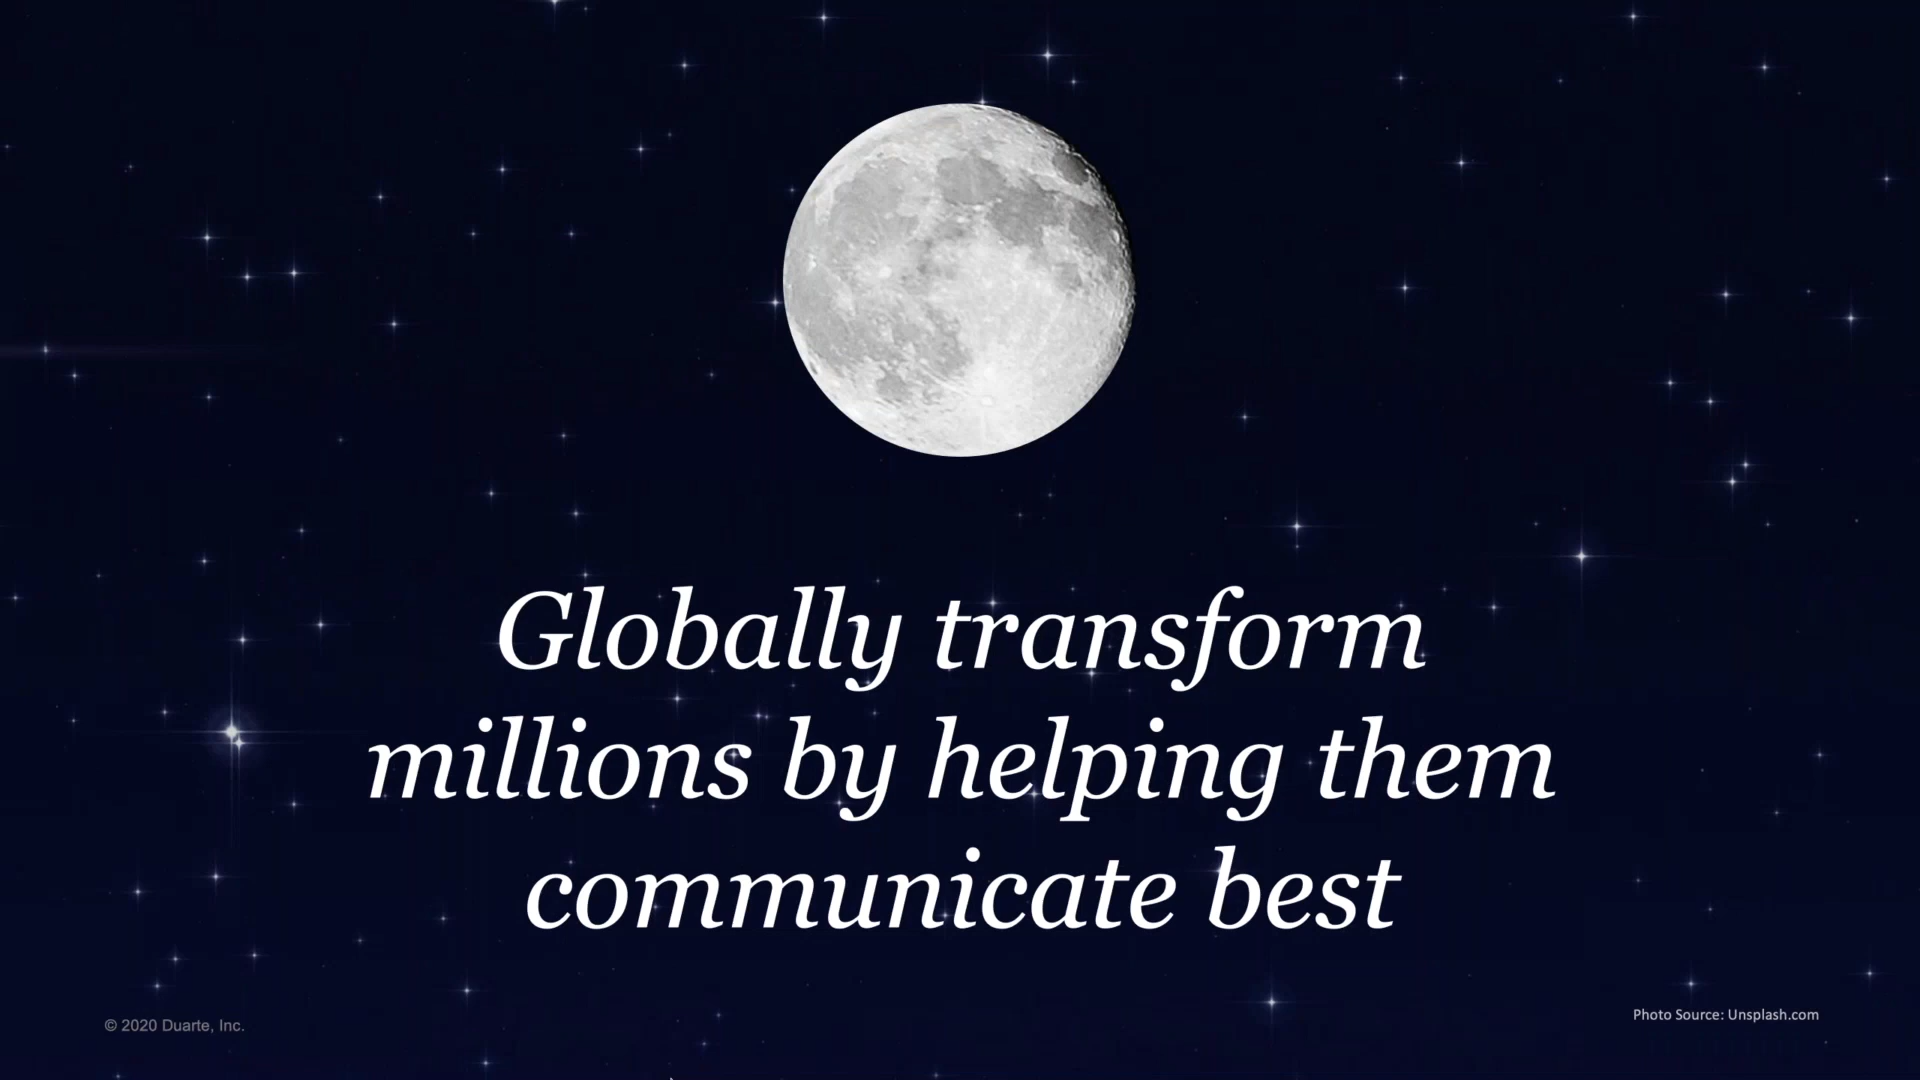 Globally transform
millions by helping them
communicate best
© 2020 Duarte, Inc.
Photo Source: Unsplash.com